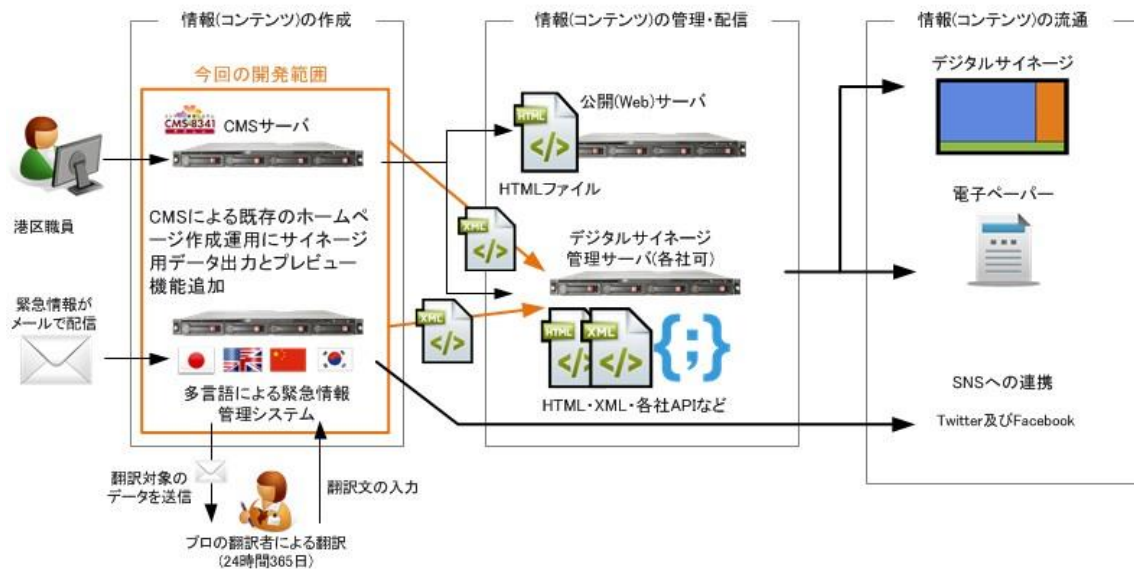 情報(コンテンツ)の作成
情報(コンテンツ)の管理・配信
情報(コンテンツ)の流通
今回の開発範囲
CMS-8341
CMSサーバ
港区職員
CMSによる既存のホームペ
ージ作成運用にサイネージ
用データ出力とプレビュー
機能追加
緊急情報が
メールで配信
多言語による緊急情報
管理システム
翻訳対象の
データを送信
翻訳文の入力
プロの翻訳者による翻訳
(24時間365日)
公開(Web)サーバ
HTML
</>
HTMLファイル
XML
</>
XML
</>
デジタルサイネージ
管理サーバ(各社可)
HTML
</>
XML
</>
{;}
HTML・XML・各社APIなど
デジタルサイネージ
電子ペーパー
SNSへの連携
Twitter及びFacebook